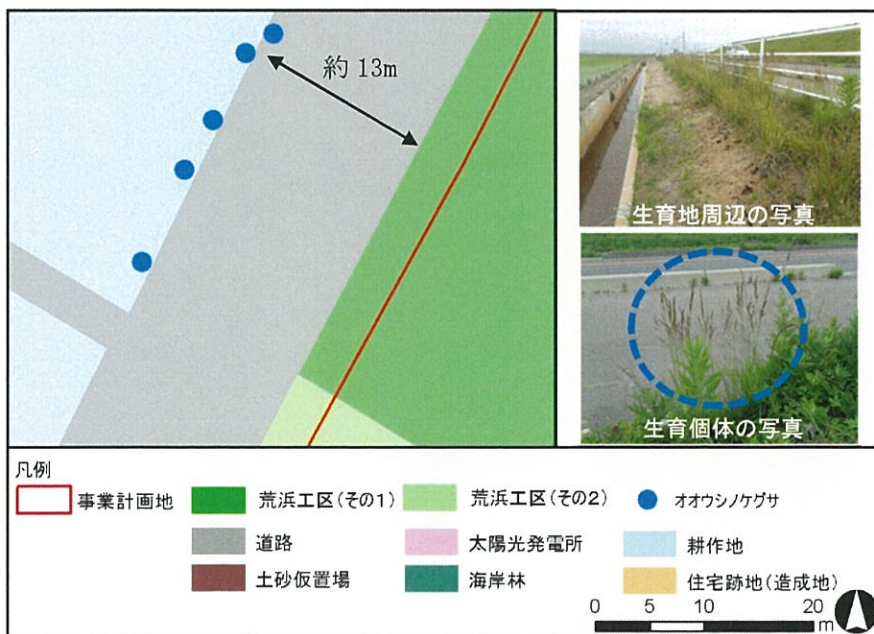 約 13m
生育地周辺の写真
生育個体の写真
凡例
事業計画地
荒浜工区(その1)
荒浜工区(その2)
オオウシノケグサ
道路
太陽光発電所
耕作地
土砂仮置場
海岸林
住宅跡地(造成地)
0 5 10 20
m